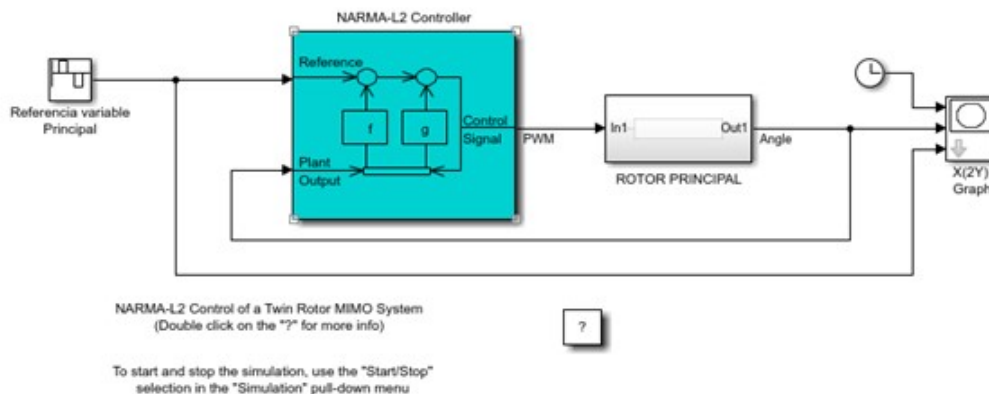 NARMA-L2 Controller
Referencia variable
Principal
Reference
f
g
Control
Signal
Plant
Output
PWM
In1
Out1
ROTOR PRINCIPAL
Angle
X(2Y)
Graph
NARMA-L2 Control of a Twin Rotor MIMO System
(Double click on the "?" for more info)
?
To start and stop the simulation, use the "Start/Stop"
selection in the "Simulation" pull-down menu